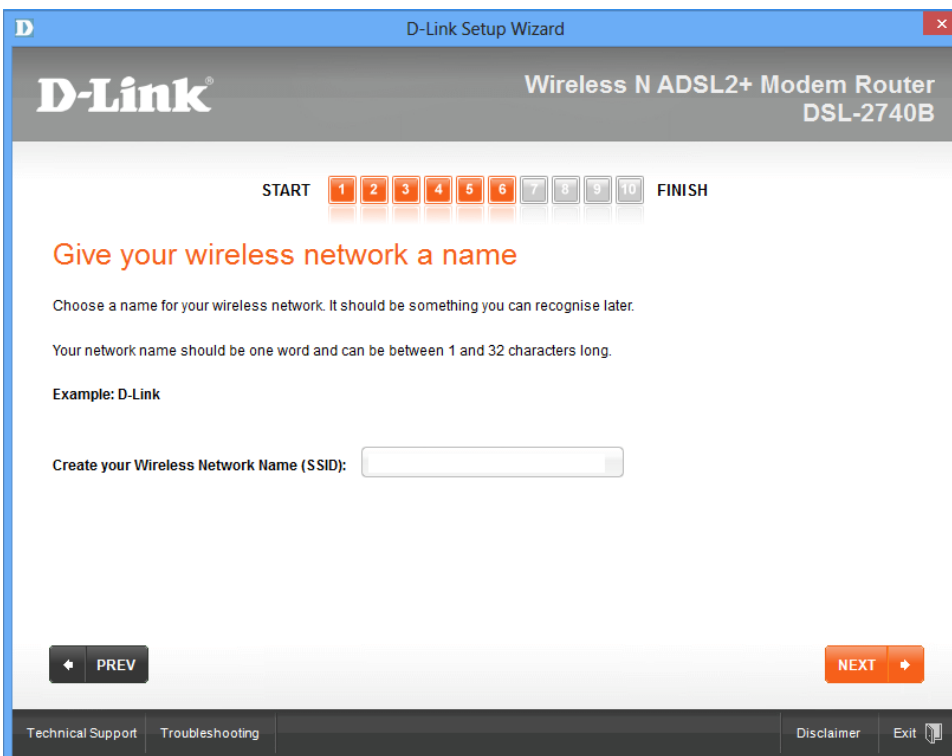 D-Link Setup Wizard
D-Link®
Wireless N ADSL2+ Modem Router
DSL-2740B
START 1 2 3 4 5 6 7 8 9 10 FINISH
Give your wireless network a name
Choose a name for your wireless network. It should be something you can recognise later.
Your network name should be one word and can be between 1 and 32 characters long.
Example: D-Link
Create your Wireless Network Name (SSID):
PREV
NEXT
Technical Support Troubleshooting Disclaimer Exit